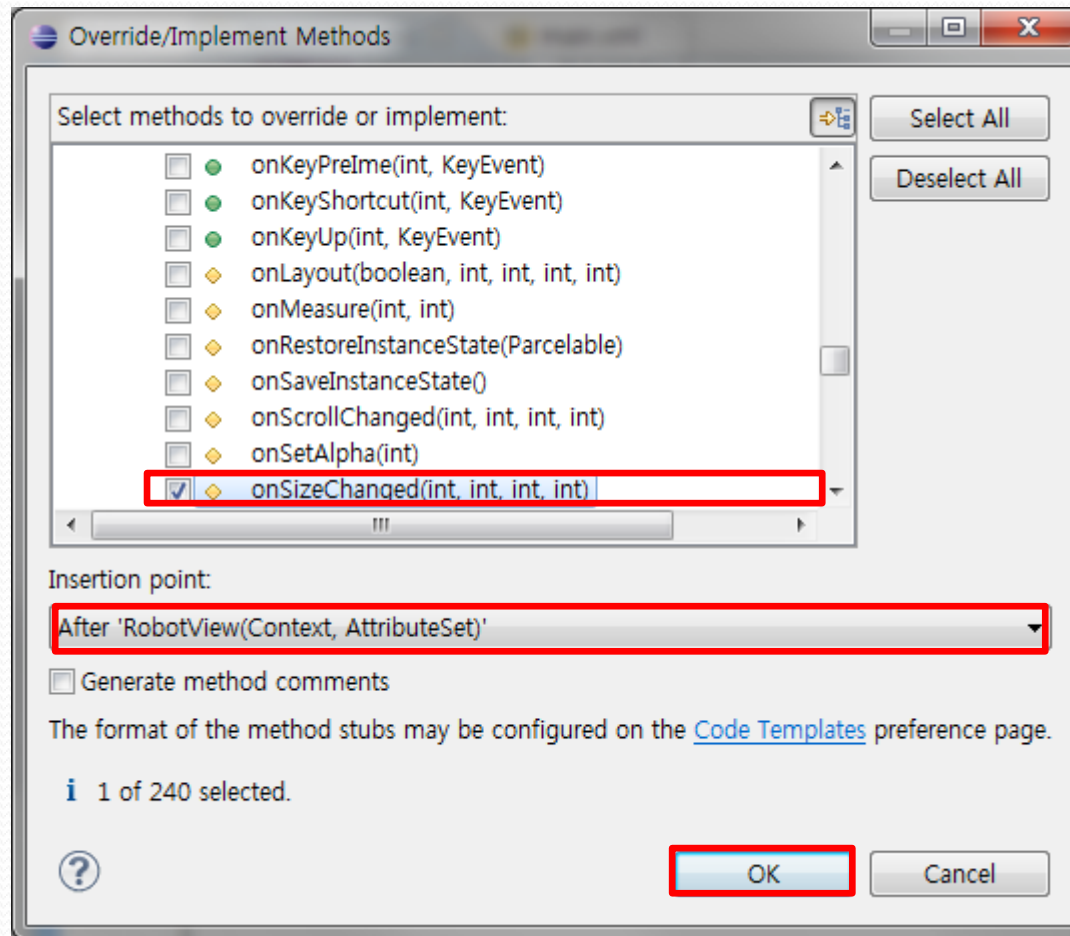 Override/Implement Methods
Select methods to override or implement:
Select All
Deselect All
onKeyPreIme(int, KeyEvent)
onKeyShortcut(int, KeyEvent)
onKeyUp(int, KeyEvent)
onLayout(boolean, int, int, int, int)
onMeasure(int, int)
onRestoreInstanceState(Parcelable)
onSaveInstanceState()
onScrollChanged(int, int, int, int)
onSetAlpha(int)
onSizeChanged(int, int, int, int)
Insertion point:
After 'RobotView(Context, AttributeSet)'
Generate method comments
The format of the method stubs may be configured on the Code Templates preference page.
1 of 240 selected.
OK
Cancel